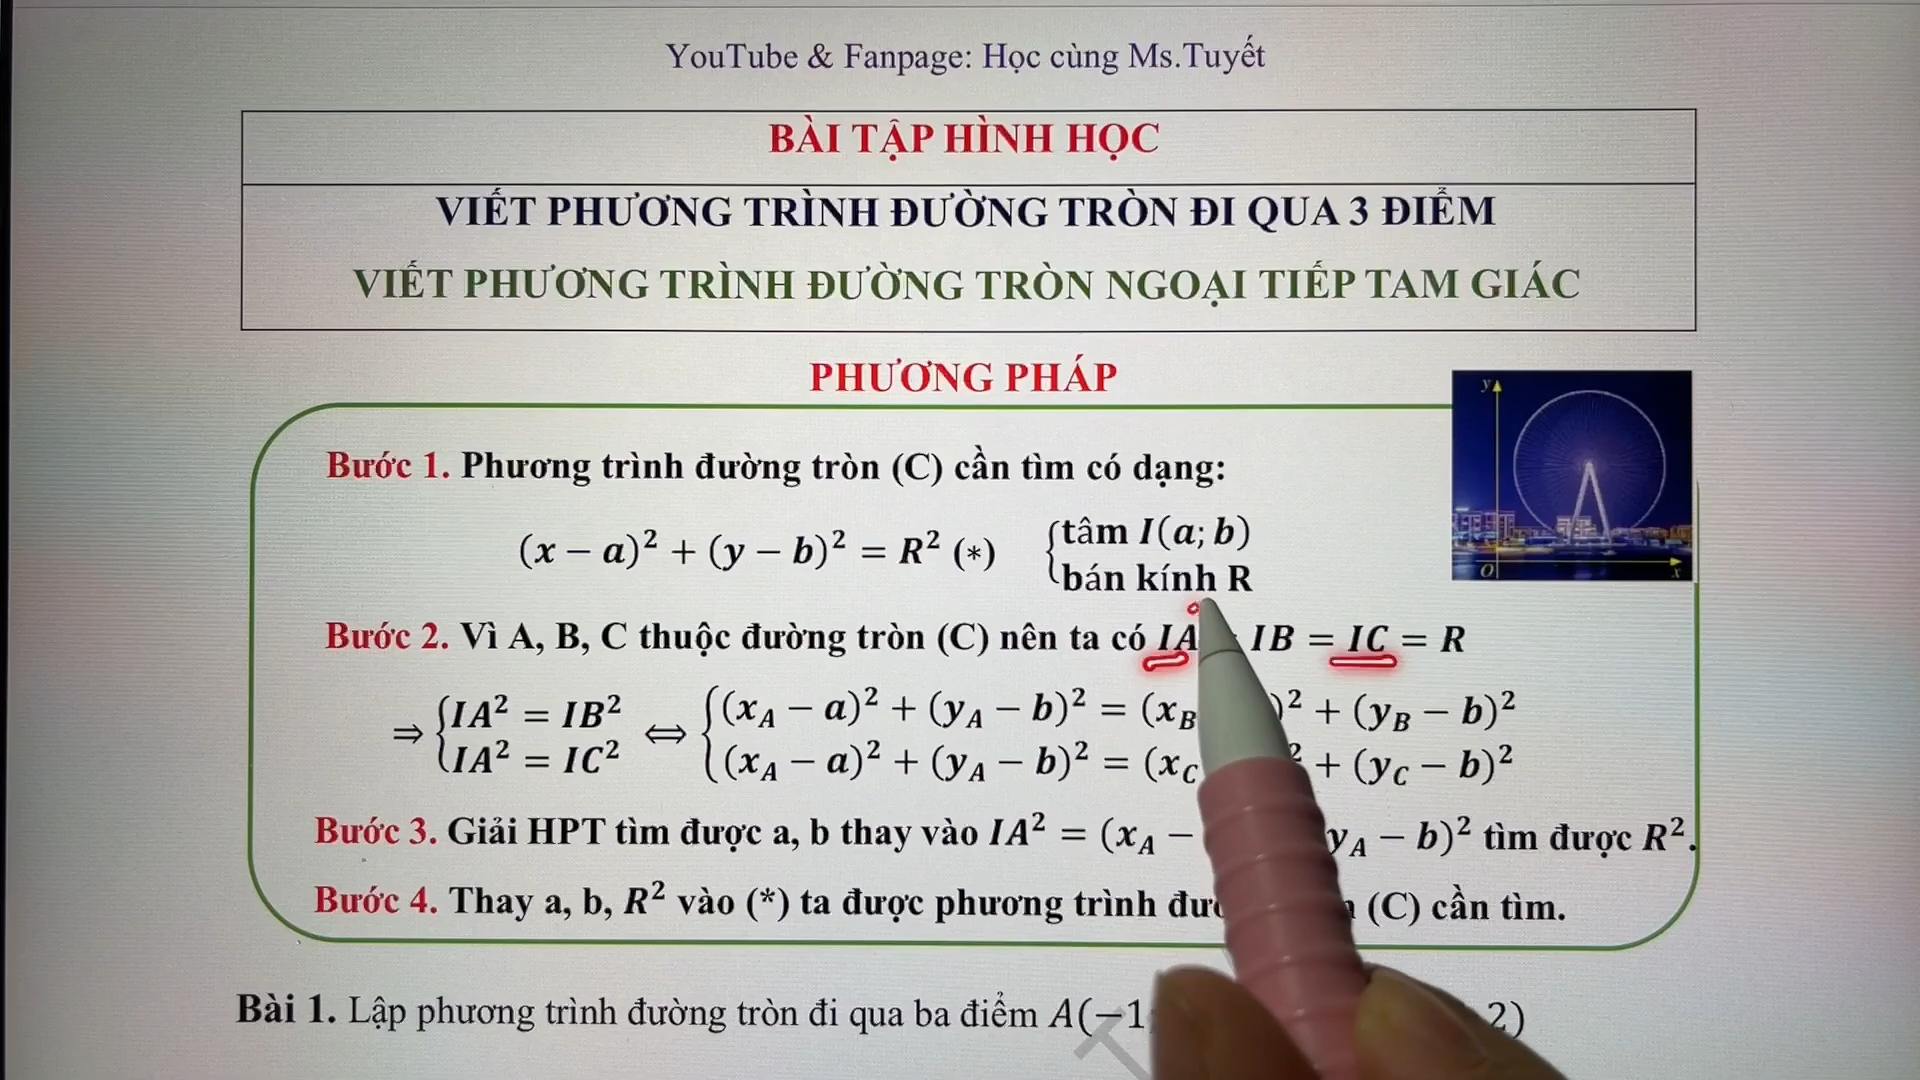 YouTube & Fanpage: Học cùng Ms.Tuyết
BÀI TẬP HÌNH HỌC
VIẾT PHƯƠNG TRÌNH ĐƯỜNG TRÒN ĐI QUA 3 ĐIỂM
VIẾT PHƯƠNG TRÌNH ĐƯỜNG TRÒN NGOẠI TIẾP TAM GIÁC
PHƯƠNG PHÁP
y
O x
Bước 1. Phương trình đường tròn (C) cần tìm có dạng:
(x − a)² + (y − b)² = R² (*) { tâm I(a; b)
bán kính R
Bước 2. Vì A, B, C thuộc đường tròn (C) nên ta có IA IB = IC = R
⇒ { IA² = IB² ⇔ { (x_A − a)² + (y_A − b)² = (x_B )² + (y_B − b)²
IA² = IC² (x_A − a)² + (y_A − b)² = (x_C ² + (y_C − b)²
Bước 3. Giải HPT tìm được a, b thay vào IA² = (x_A − y_A − b)² tìm được R².
Bước 4. Thay a, b, R² vào (*) ta được phương trình (C) cần tìm.
Bài 1. Lập phương trình đường tròn đi qua ba điểm A(−1 2)